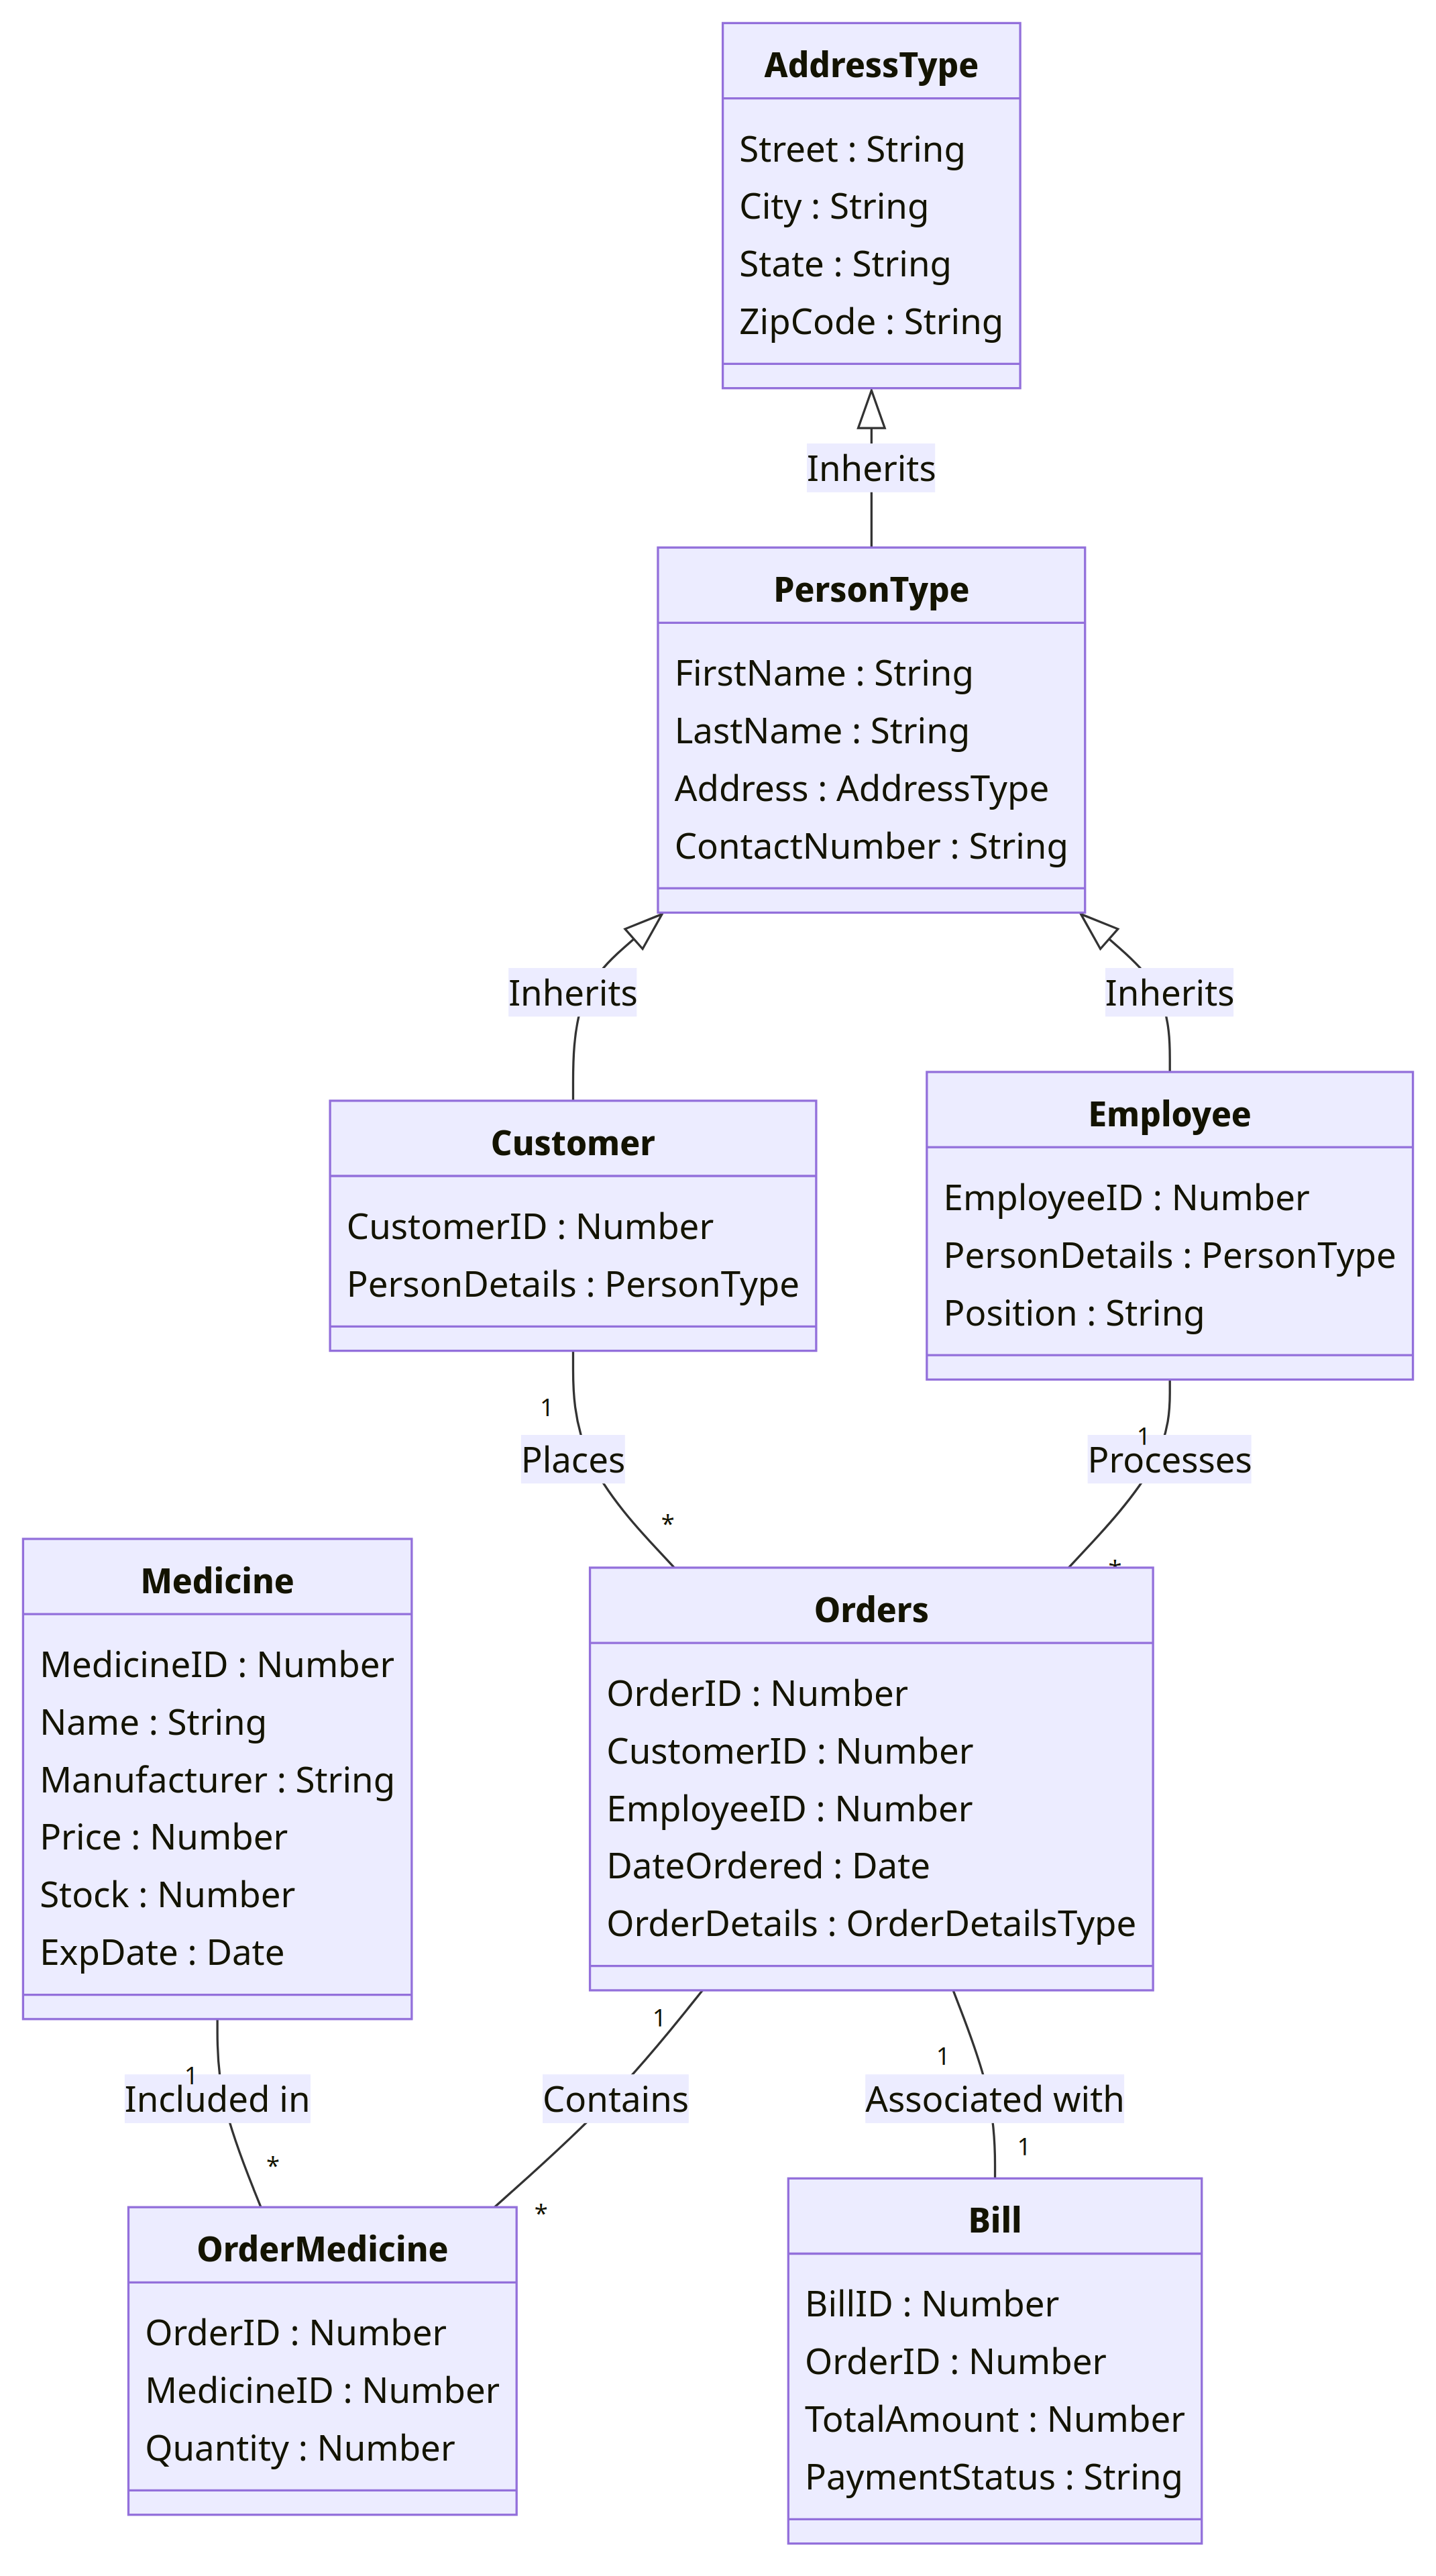 AddressType
Street : String
City : String
State : String
ZipCode : String
Inherits
PersonType
FirstName : String
LastName : String
Address : AddressType
ContactNumber : String
Inherits
Inherits
Customer
CustomerID : Number
PersonDetails : PersonType
Employee
EmployeeID : Number
PersonDetails : PersonType
Position : String
1
Places
*
1
Processes
*
Medicine
MedicineID : Number
Name : String
Manufacturer : String
Price : Number
Stock : Number
ExpDate : Date
Orders
OrderID : Number
CustomerID : Number
EmployeeID : Number
DateOrdered : Date
OrderDetails : OrderDetailsType
1
Included in
*
1
Contains
*
1
Associated with
1
OrderMedicine
OrderID : Number
MedicineID : Number
Quantity : Number
Bill
BillID : Number
OrderID : Number
TotalAmount : Number
PaymentStatus : String